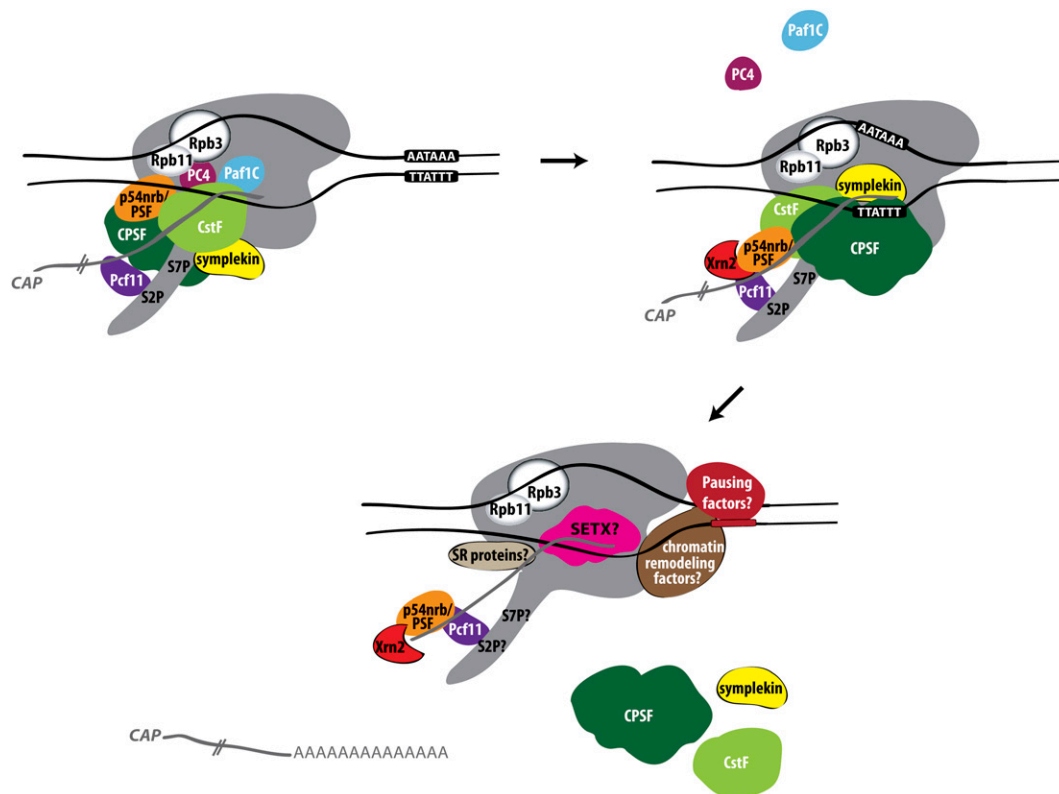 Rpb3
Rpb11
PC4
Paf1C
AATAAA
TTATTT
p54nrb/
PSF
CstF
CPSF
symplekin
S7P
CAP
Pcf11
S2P
Paf1C
PC4
AATAAA
Rpb3
Rpb11
symplekin
CstF
TTATTT
p54nrb/
PSF
CPSF
Xrn2
S7P
Pcf11
S2P
CAP
Rpb3
Rpb11
Pausing
factors?
SETX?
SR proteins?
chromatin
remodeling
factors?
p54nrb/
PSF
S7P?
Pcf11
Xrn2
S2P?
symplekin
CPSF
CAP
AAAAAAAAAAAAAA
CstF